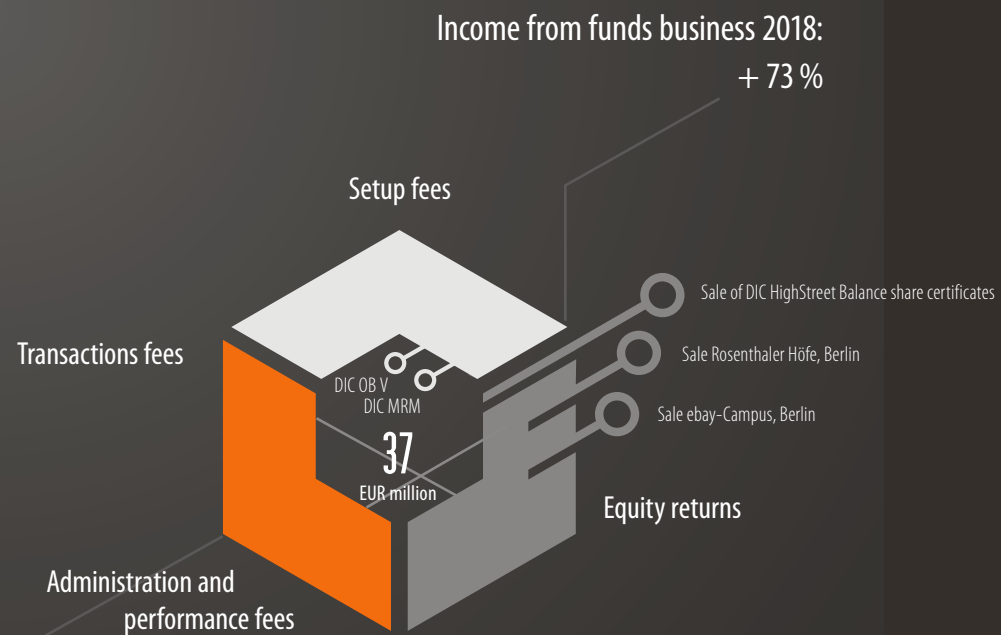 Income from funds business 2018:
+ 73 %
Setup fees
Sale of DIC HighStreet Balance share certificates
Transactions fees
Sale Rosenthaler Höfe, Berlin
DIC OB V
DIC MRM
Sale ebay-Campus, Berlin
37
EUR million
Equity returns
Administration and
performance fees